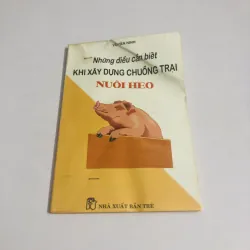 Những điều cần biết
KHI XÂY DỰNG CHUỒNG TRẠI
NUÔI HEO
NHÀ XUẤT BẢN TRẺ